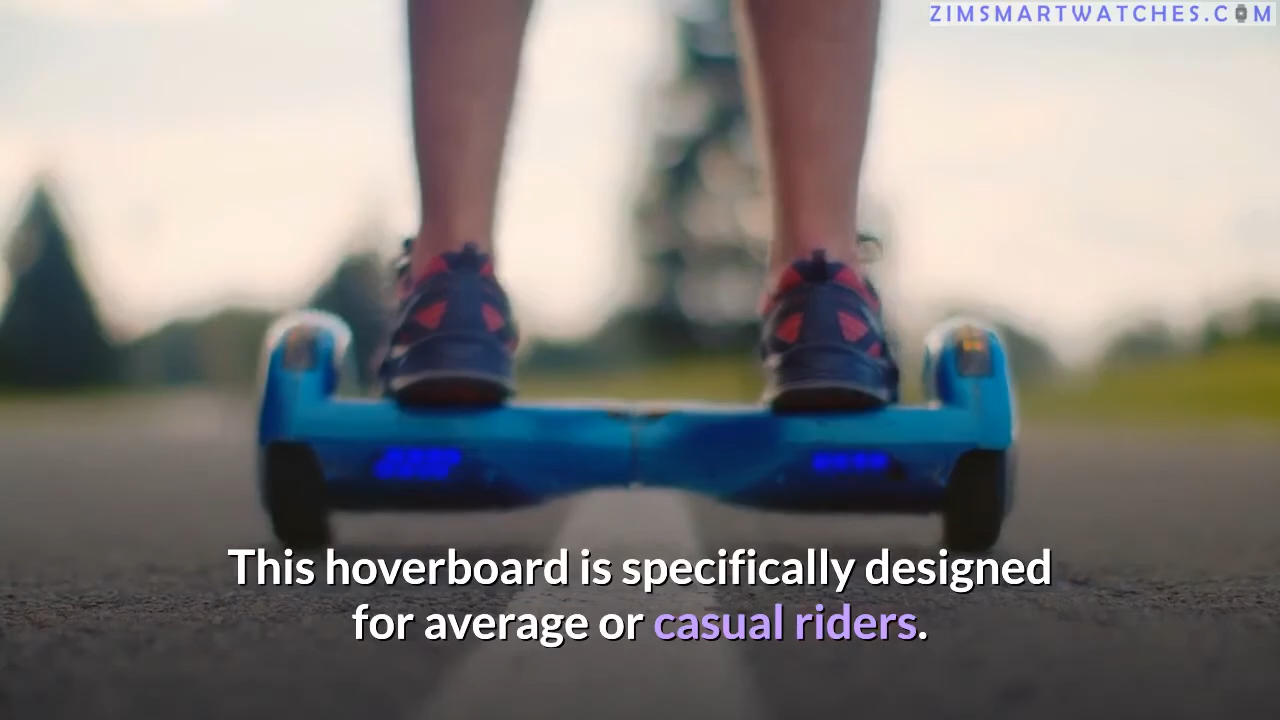 ZIMSMARTWATCHES.COM
This hoverboard is specifically designed
for average or casual riders.